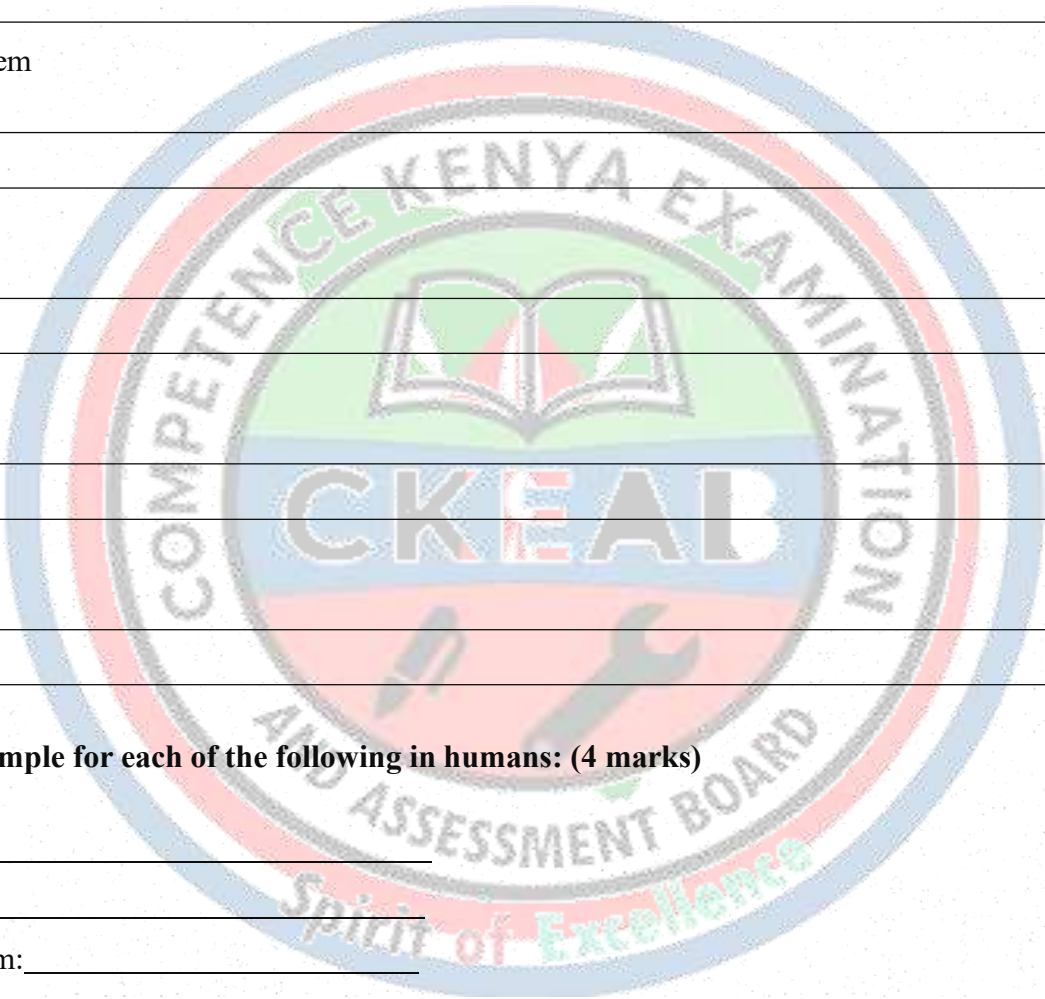 em
COMPETENCE KENYA EXAMINATION
CKEAB
AND ASSESSMENT BOARD
ample for each of the following in humans: (4 marks)
Spirit of Excellence
m: